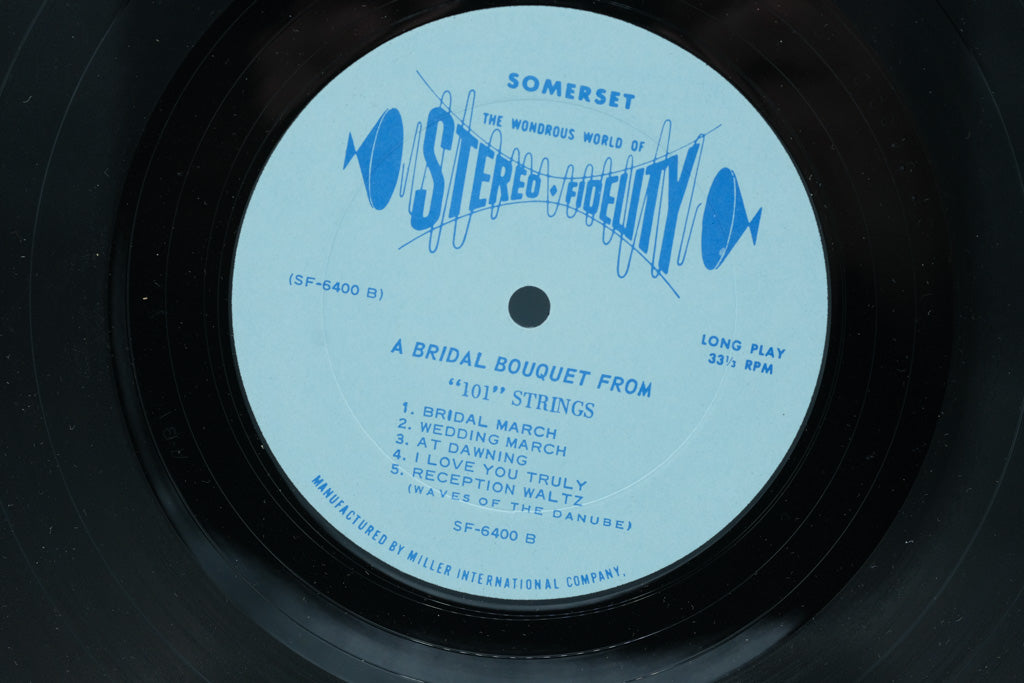 SOMERSET
THE WONDROUS WORLD OF
STEREO • FIDELITY
(SF-6400 B)
LONG PLAY
33⅓ RPM
A BRIDAL BOUQUET FROM
"101" STRINGS
1. BRIDAL MARCH
2. WEDDING MARCH
3. AT DAWNING
4. I LOVE YOU TRULY
5. RECEPTION WALTZ
(WAVES OF THE DANUBE)
SF-6400 B
MANUFACTURED BY MILLER INTERNATIONAL COMPANY.